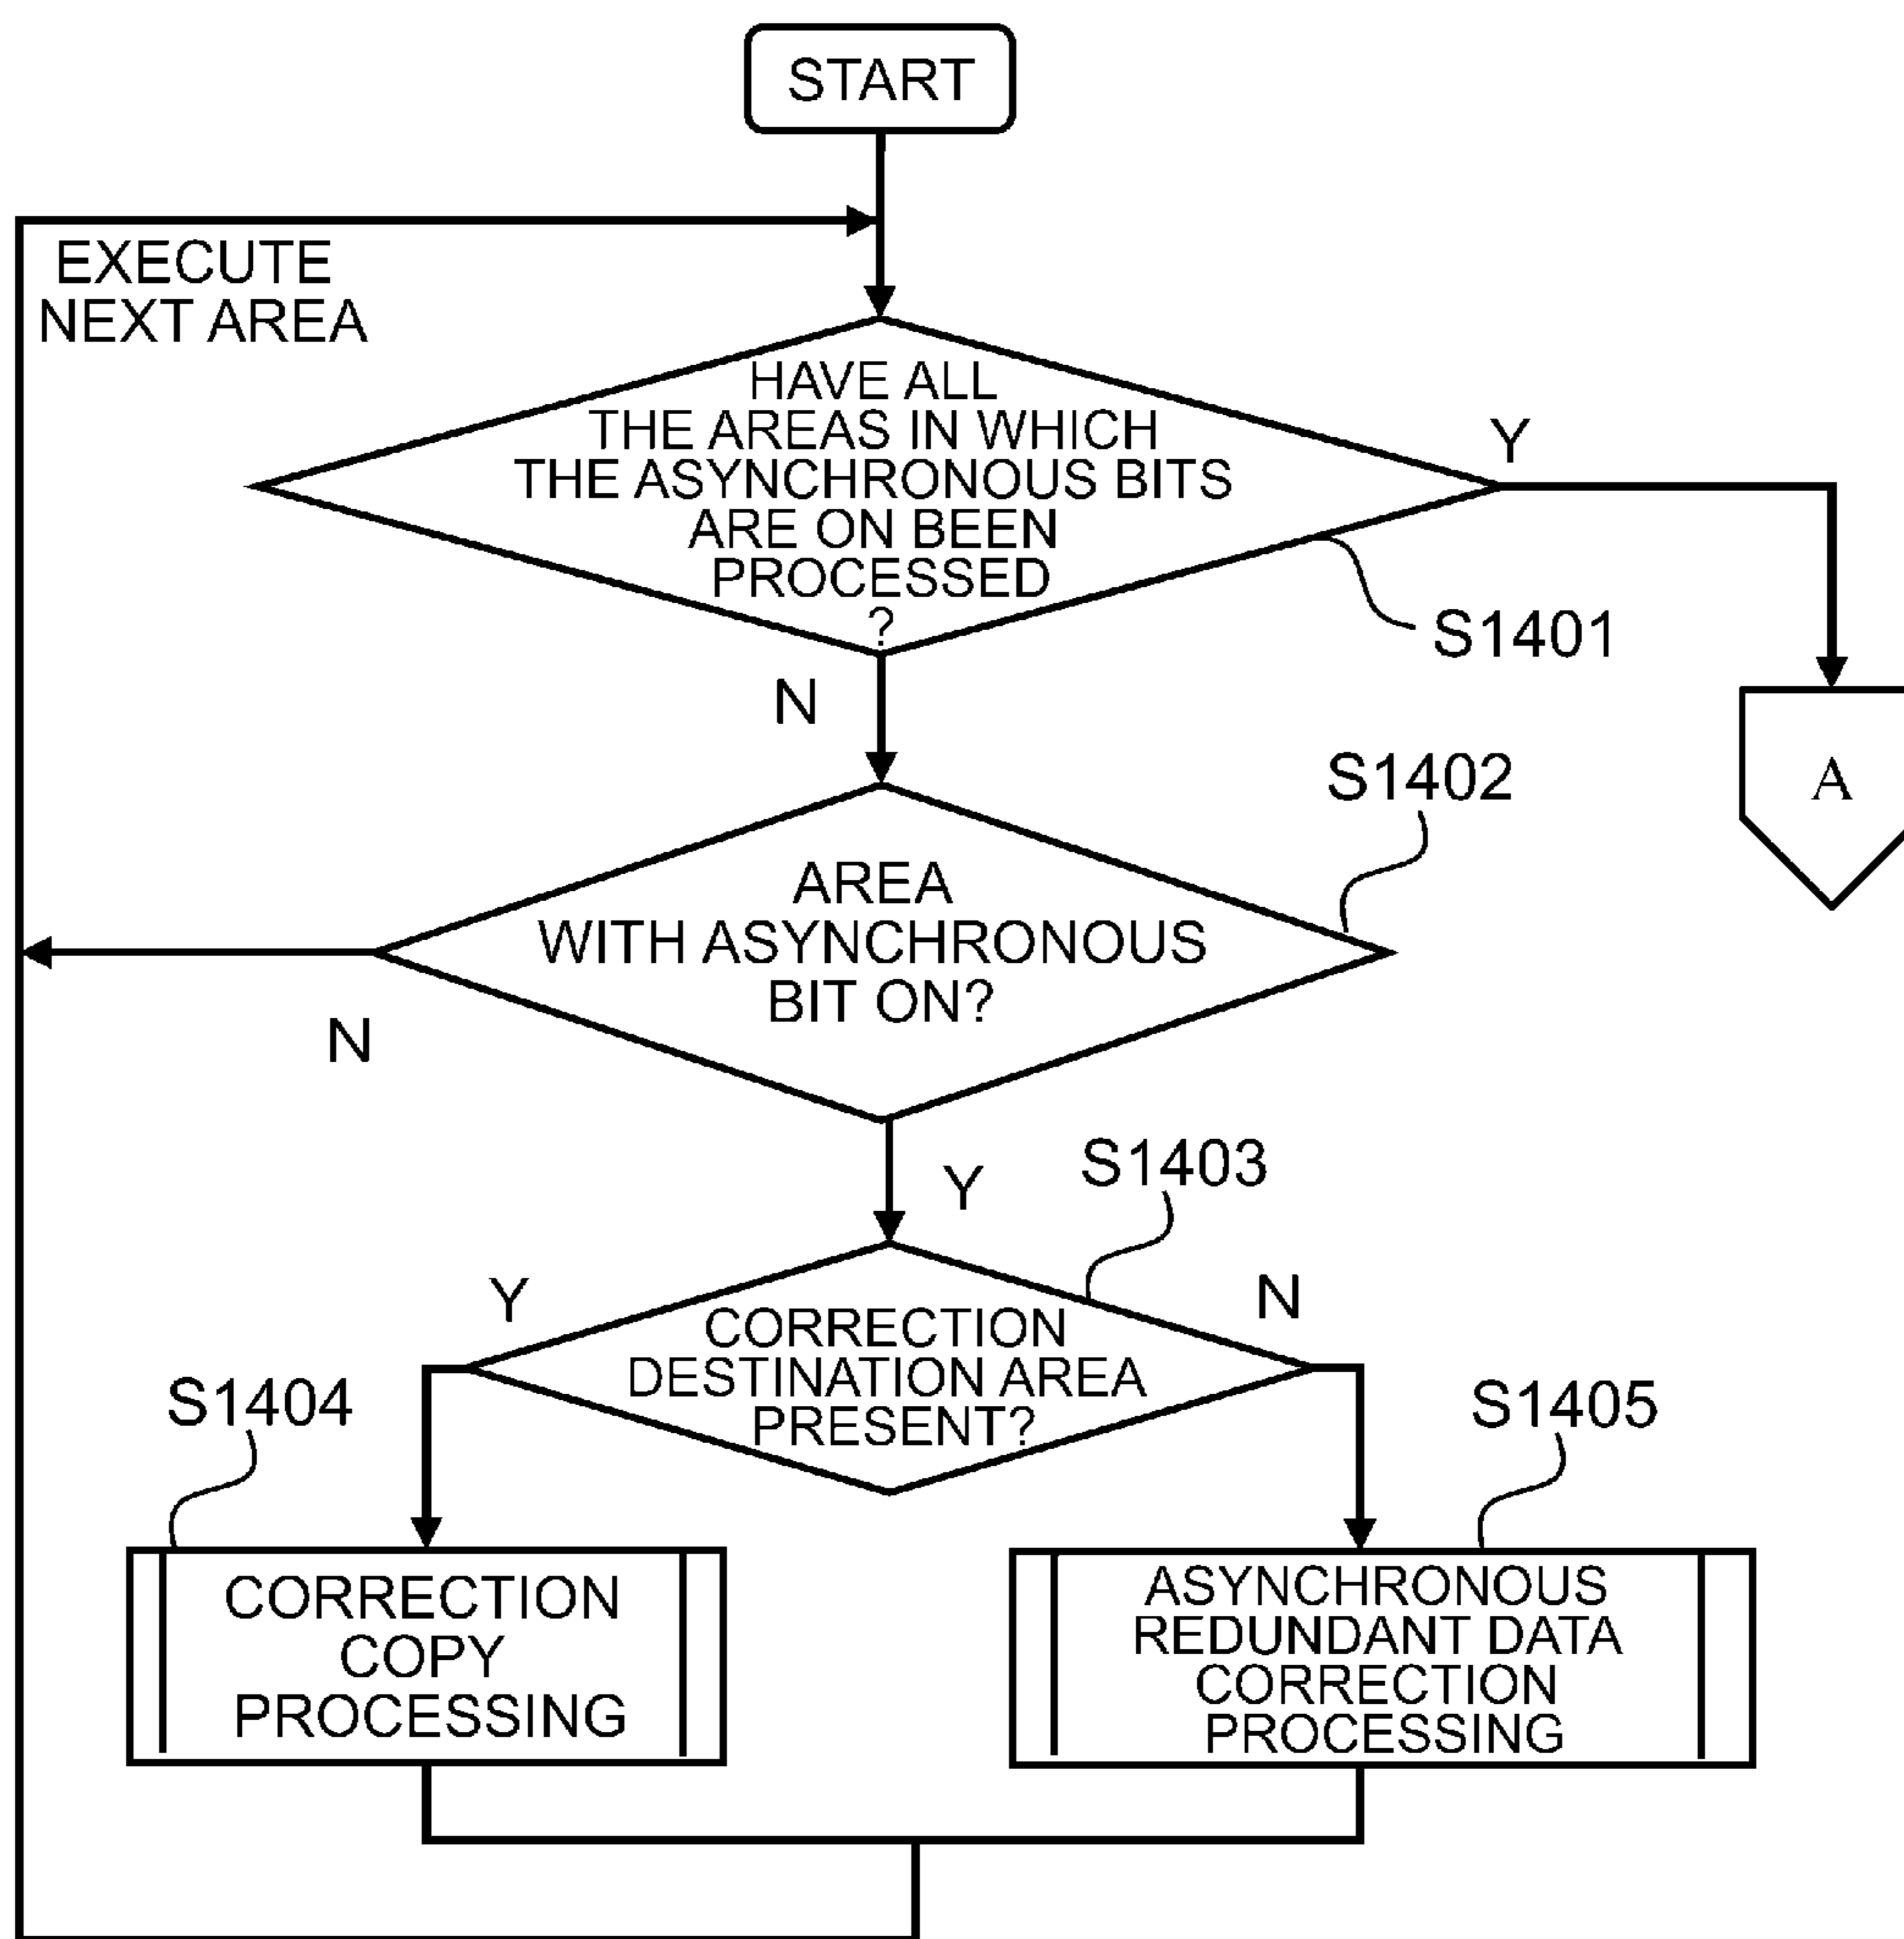 START
EXECUTE
NEXT AREA
HAVE ALL
THE AREAS IN WHICH
THE ASYNCHRONOUS BITS
ARE ON BEEN
PROCESSED
?
Y
S1401
N
A
S1402
AREA
WITH ASYNCHRONOUS
BIT ON?
N
Y
S1403
Y
N
CORRECTION
DESTINATION AREA
PRESENT?
S1404
S1405
CORRECTION
COPY
PROCESSING
ASYNCHRONOUS
REDUNDANT DATA
CORRECTION
PROCESSING